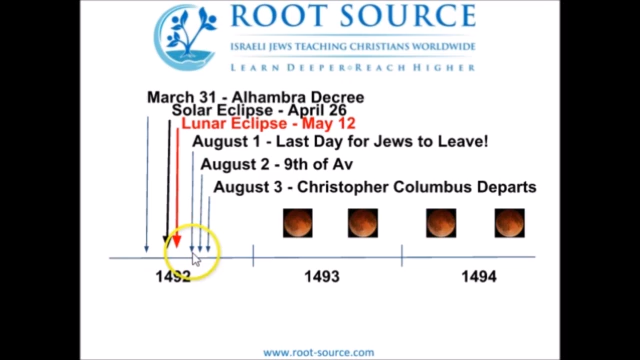 ROOT SOURCE
ISRAELI JEWS TEACHING CHRISTIANS WORLDWIDE
LEARN DEEPER REACH HIGHER
March 31 - Alhambra Decree
Solar Eclipse - April 26
Lunar Eclipse - May 12
August 1 - Last Day for Jews to Leave!
August 2 - 9th of Av
August 3 - Christopher Columbus Departs
1492 1493 1494
www.root-source.com